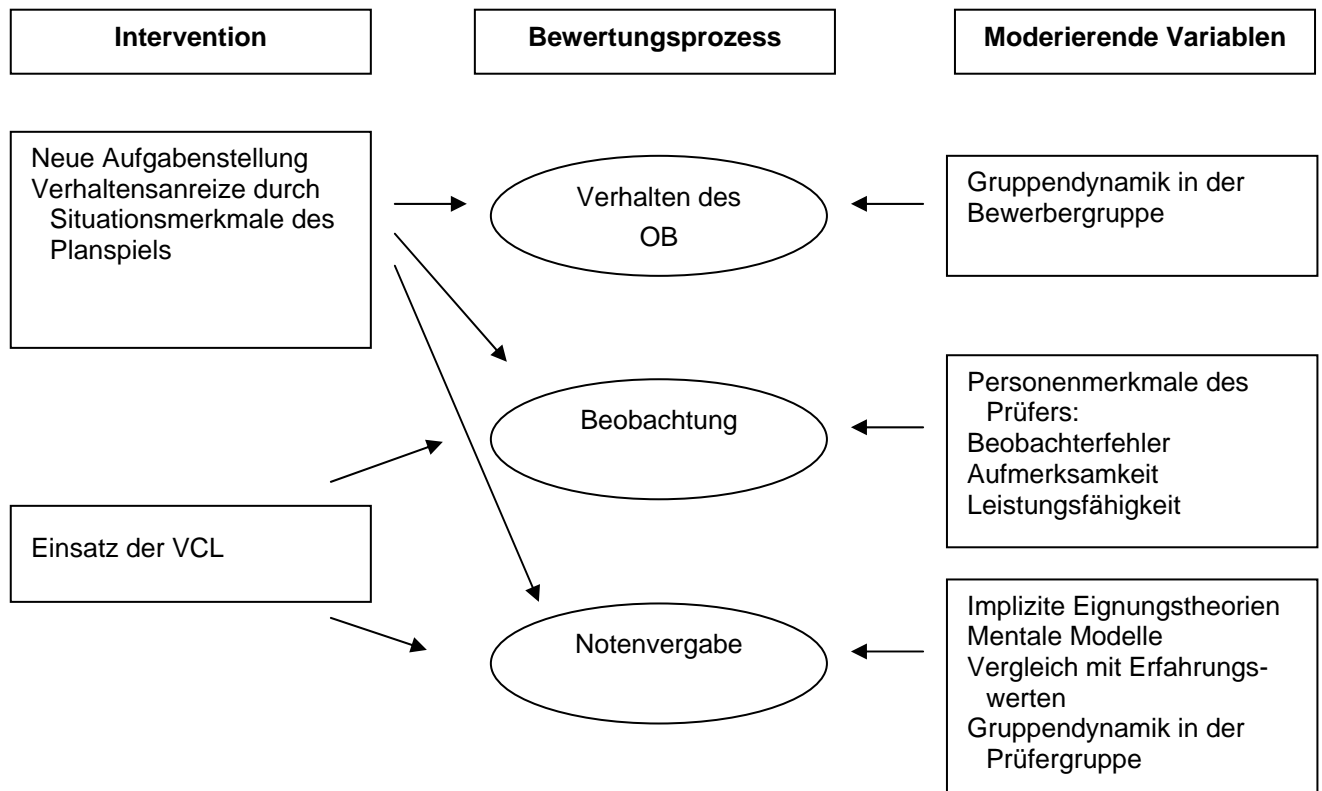 Intervention
Bewertungsprozess
Moderierende Variablen
Neue Aufgabenstellung
Verhaltensanreize durch
Situationsmerkmale des
Planspiels
Verhalten des
OB
Gruppendynamik in der
Bewerbergruppe
Beobachtung
Personenmerkmale des
Prüfers:
Beobachterfehler
Aufmerksamkeit
Leistungsfähigkeit
Einsatz der VCL
Notenvergabe
Implizite Eignungstheorien
Mentale Modelle
Vergleich mit Erfahrungs-
werten
Gruppendynamik in der
Prüfergruppe